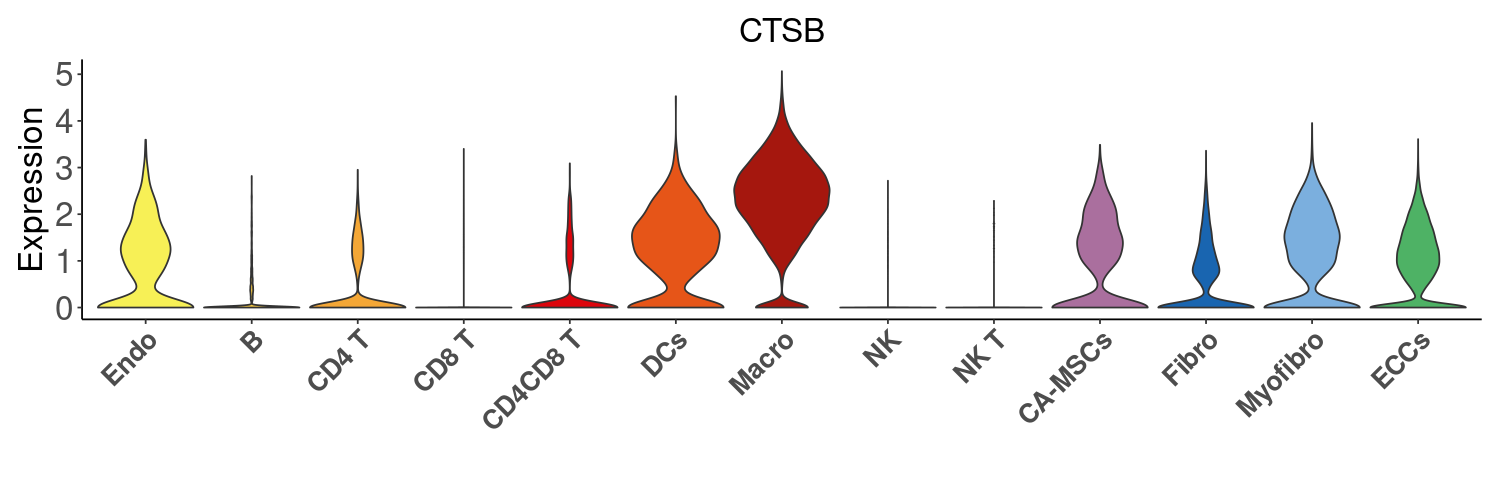 CTSB
Expression
5
4
3
2
1
0
Endo
B
CD4 T
CD8 T
CD4CD8 T
DCs
Macro
NK
NK T
CA-MSCs
Fibro
Myofibro
ECCs